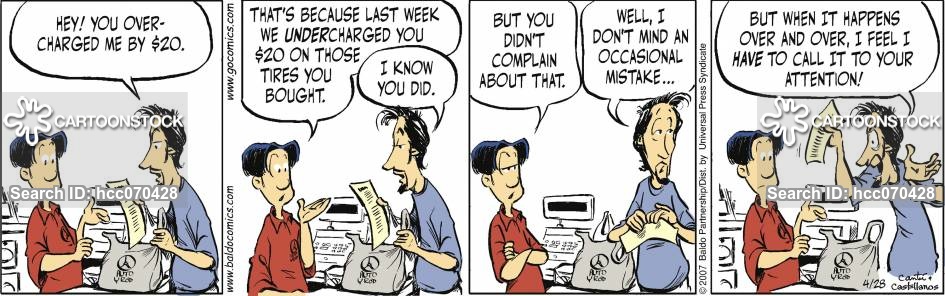 HEY! YOU OVER-
CHARGED ME BY $20.
CARTOONSTOCK
Search ID: hcc070428
www.baldocomics.com
www.gocomics.com
THAT'S BECAUSE LAST WEEK
WE UNDERCHARGED YOU
$20 ON THOSE
TIRES YOU
BOUGHT.
I KNOW
YOU DID.
AUTO
BUT YOU
DIDN'T
COMPLAIN
ABOUT THAT.
WELL, I
DON'T MIND AN
OCCASIONAL
MISTAKE...
AUTO
©2007 Baldo Partnership/Dist. by Universal Press Syndicate
BUT WHEN IT HAPPENS
OVER AND OVER, I FEEL I
HAVE TO CALL IT TO YOUR
ATTENTION!
CARTOONSTOCK
Search ID: hcc070428
AUTO
4/28
Cantú +
Castellanos